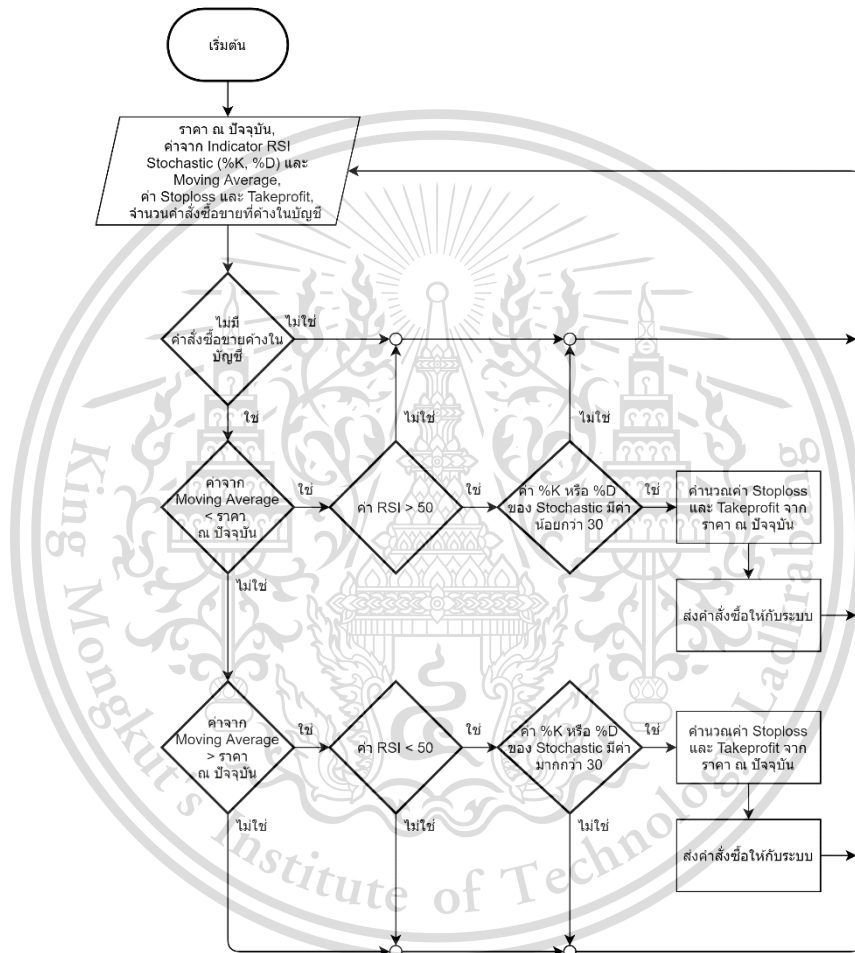 เริ่มต้น
ราคา ณ ปัจจุบัน,
ค่าจาก Indicator RSI
Stochastic (%K, %D) และ
Moving Average,
ค่า Stoploss และ Takeprofit,
จำนวนคำสั่งซื้อขายที่ค้างในบัญชี
ไม่มี
คำสั่งซื้อขายค้างใน
บัญชี
ไม่ใช่
ใช่
ไม่ใช่
ไม่ใช่
ค่าจาก
Moving Average
< ราคา
ณ ปัจจุบัน
ใช่
ค่า RSI > 50
ใช่
ค่า %K หรือ %D
ของ Stochastic มีค่า
น้อยกว่า 30
ใช่
คำนวณค่า Stoploss
และ Takeprofit จาก
ราคา ณ ปัจจุบัน
ไม่ใช่
ส่งคำสั่งซื้อให้กับระบบ
ค่าจาก
Moving Average
> ราคา
ณ ปัจจุบัน
ใช่
ค่า RSI < 50
ใช่
ค่า %K หรือ %D
ของ Stochastic มีค่า
มากกว่า 30
ใช่
คำนวณค่า Stoploss
และ Takeprofit จาก
ราคา ณ ปัจจุบัน
ไม่ใช่
ไม่ใช่
ไม่ใช่
ส่งคำสั่งซื้อให้กับระบบ
King Mongkut's Institute of Technology Ladkrabang